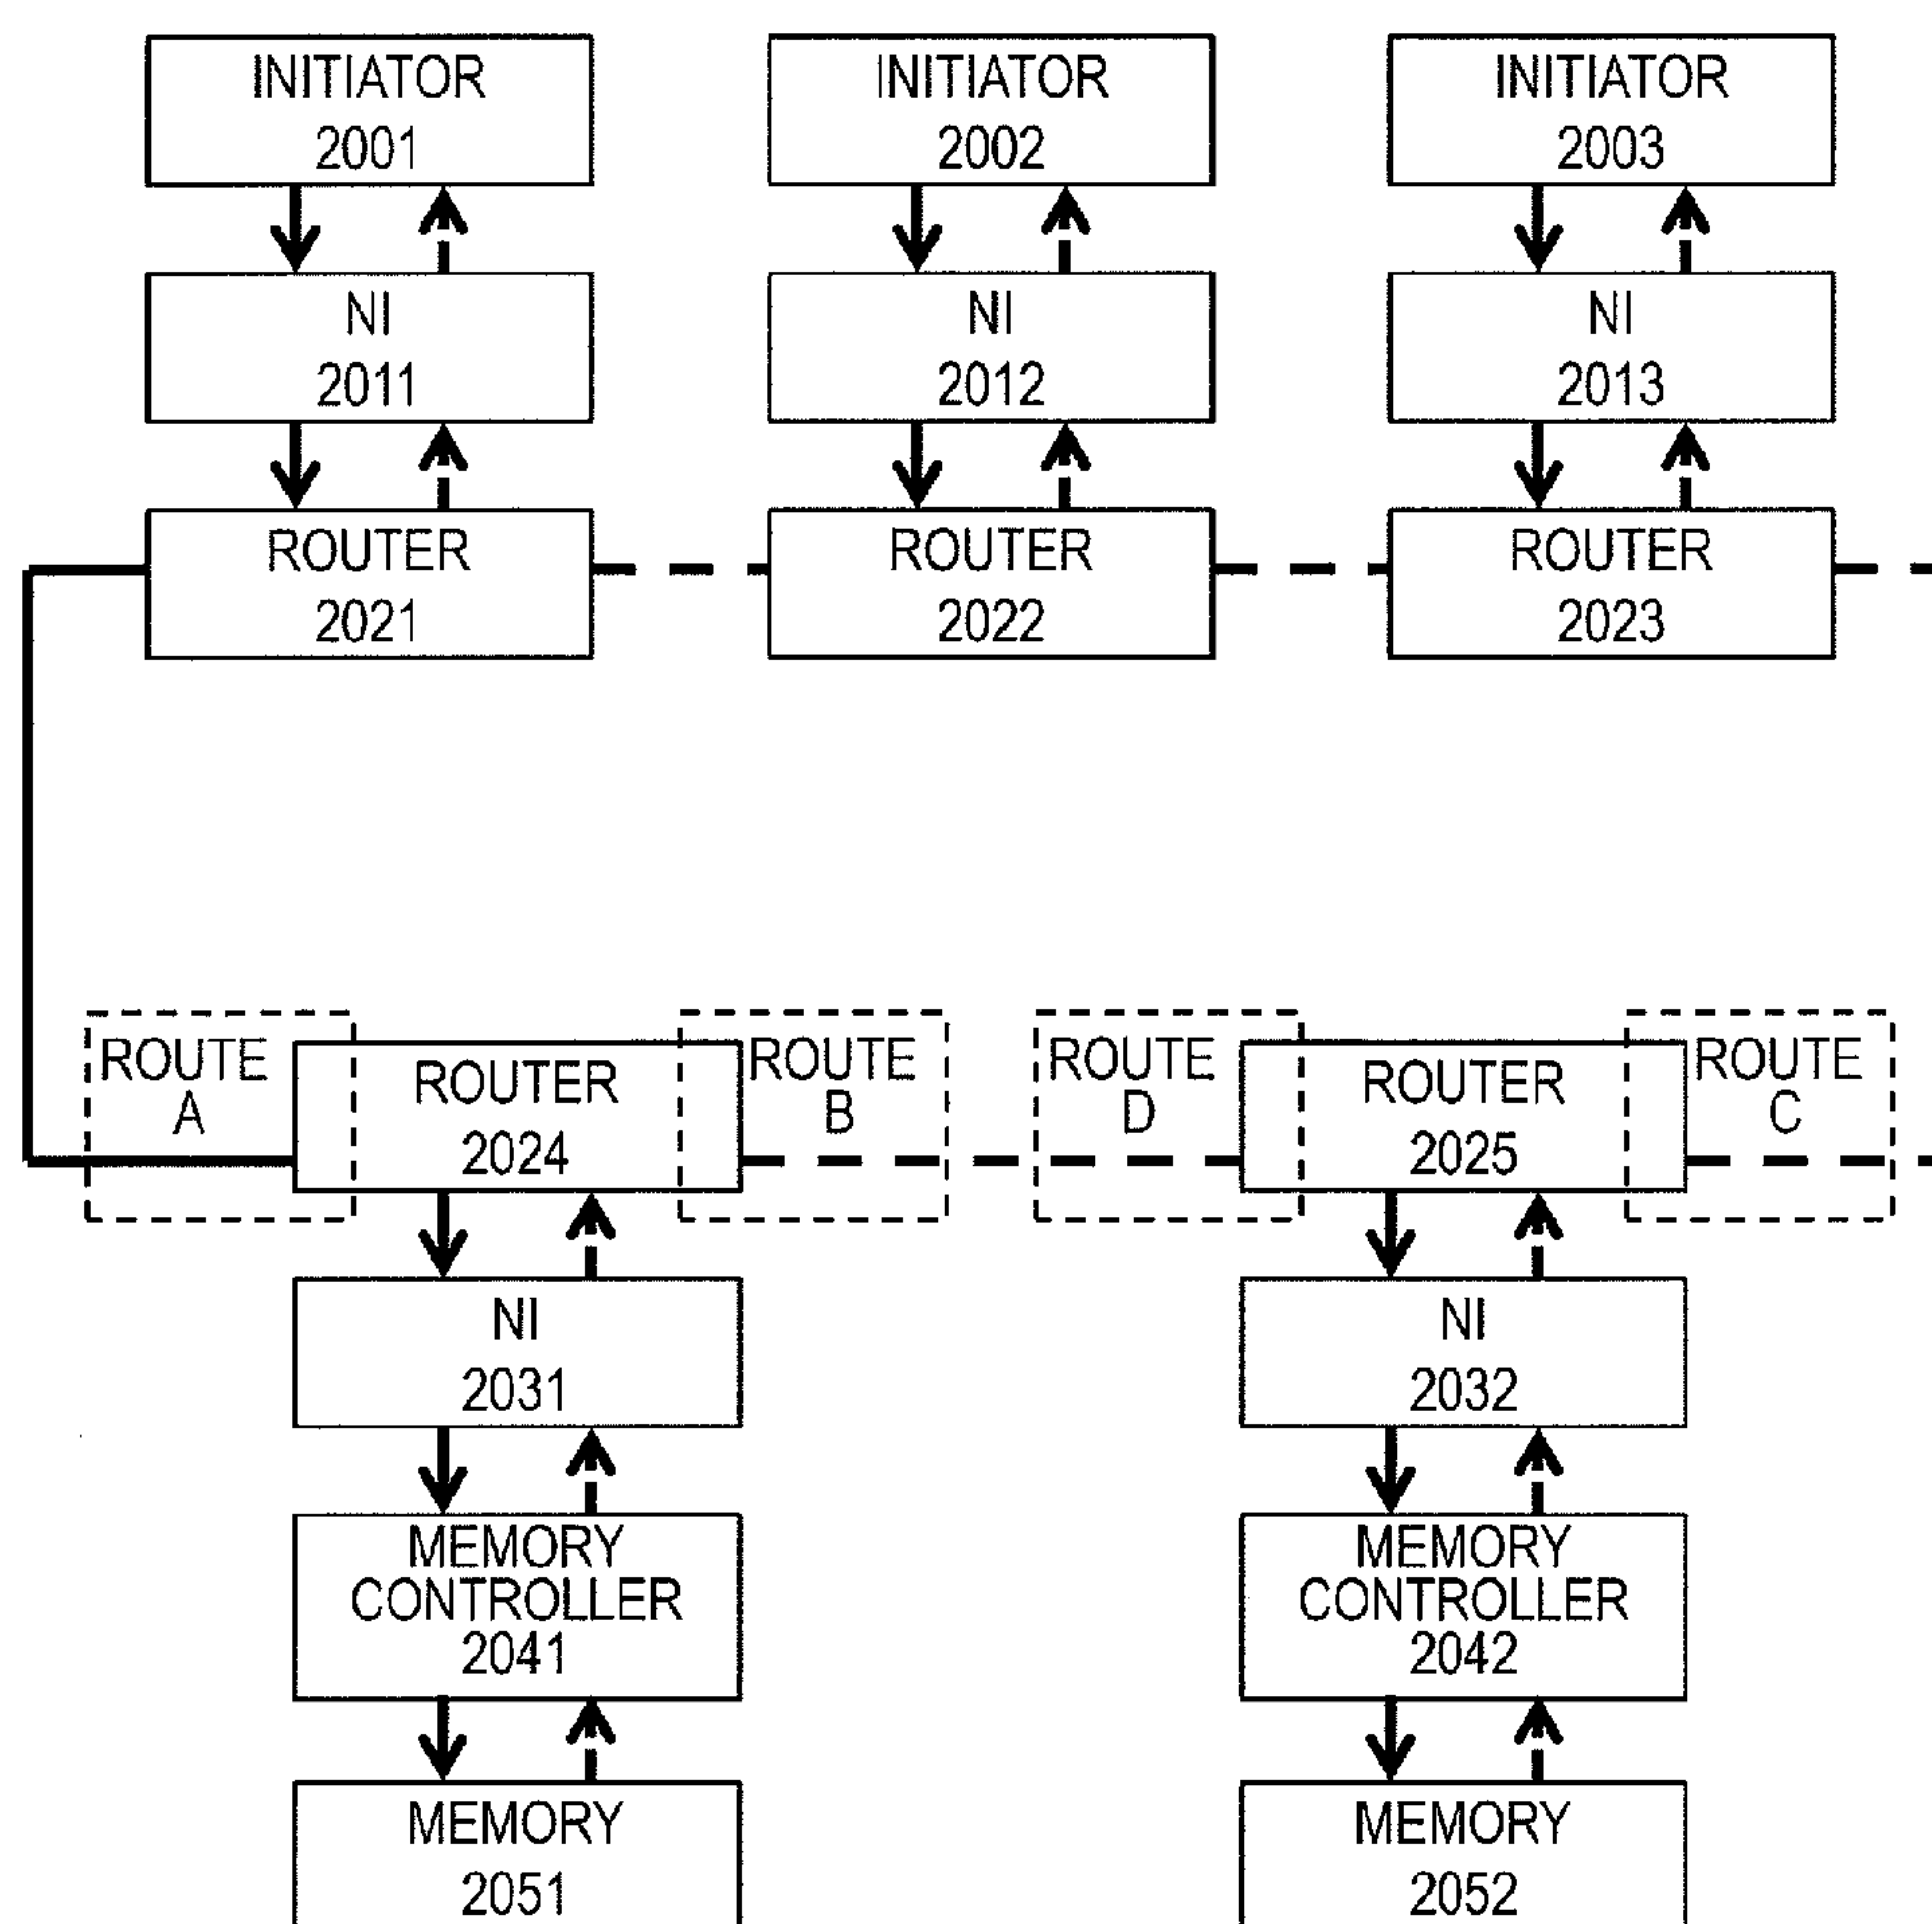 INITIATOR
2001
INITIATOR
2002
INITIATOR
2003
NI
2011
NI
2012
NI
2013
ROUTER
2021
ROUTER
2022
ROUTER
2023
ROUTE
A
ROUTER
2024
ROUTE
B
ROUTE
D
ROUTER
2025
ROUTE
C
NI
2031
NI
2032
MEMORY
CONTROLLER
2041
MEMORY
CONTROLLER
2042
MEMORY
2051
MEMORY
2052